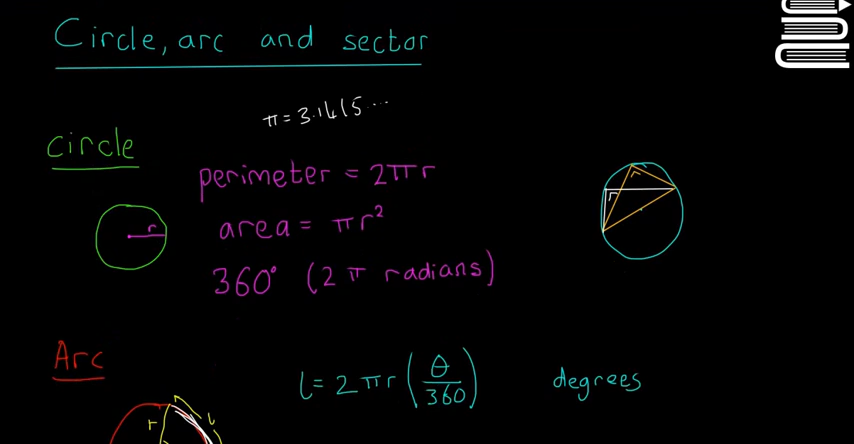 Circle, arc and sector
π = 3.1415...
Circle
perimeter = 2πr
r
area = πr²
360° (2π radians)
Arc
l = 2πr (θ/360) degrees
r l